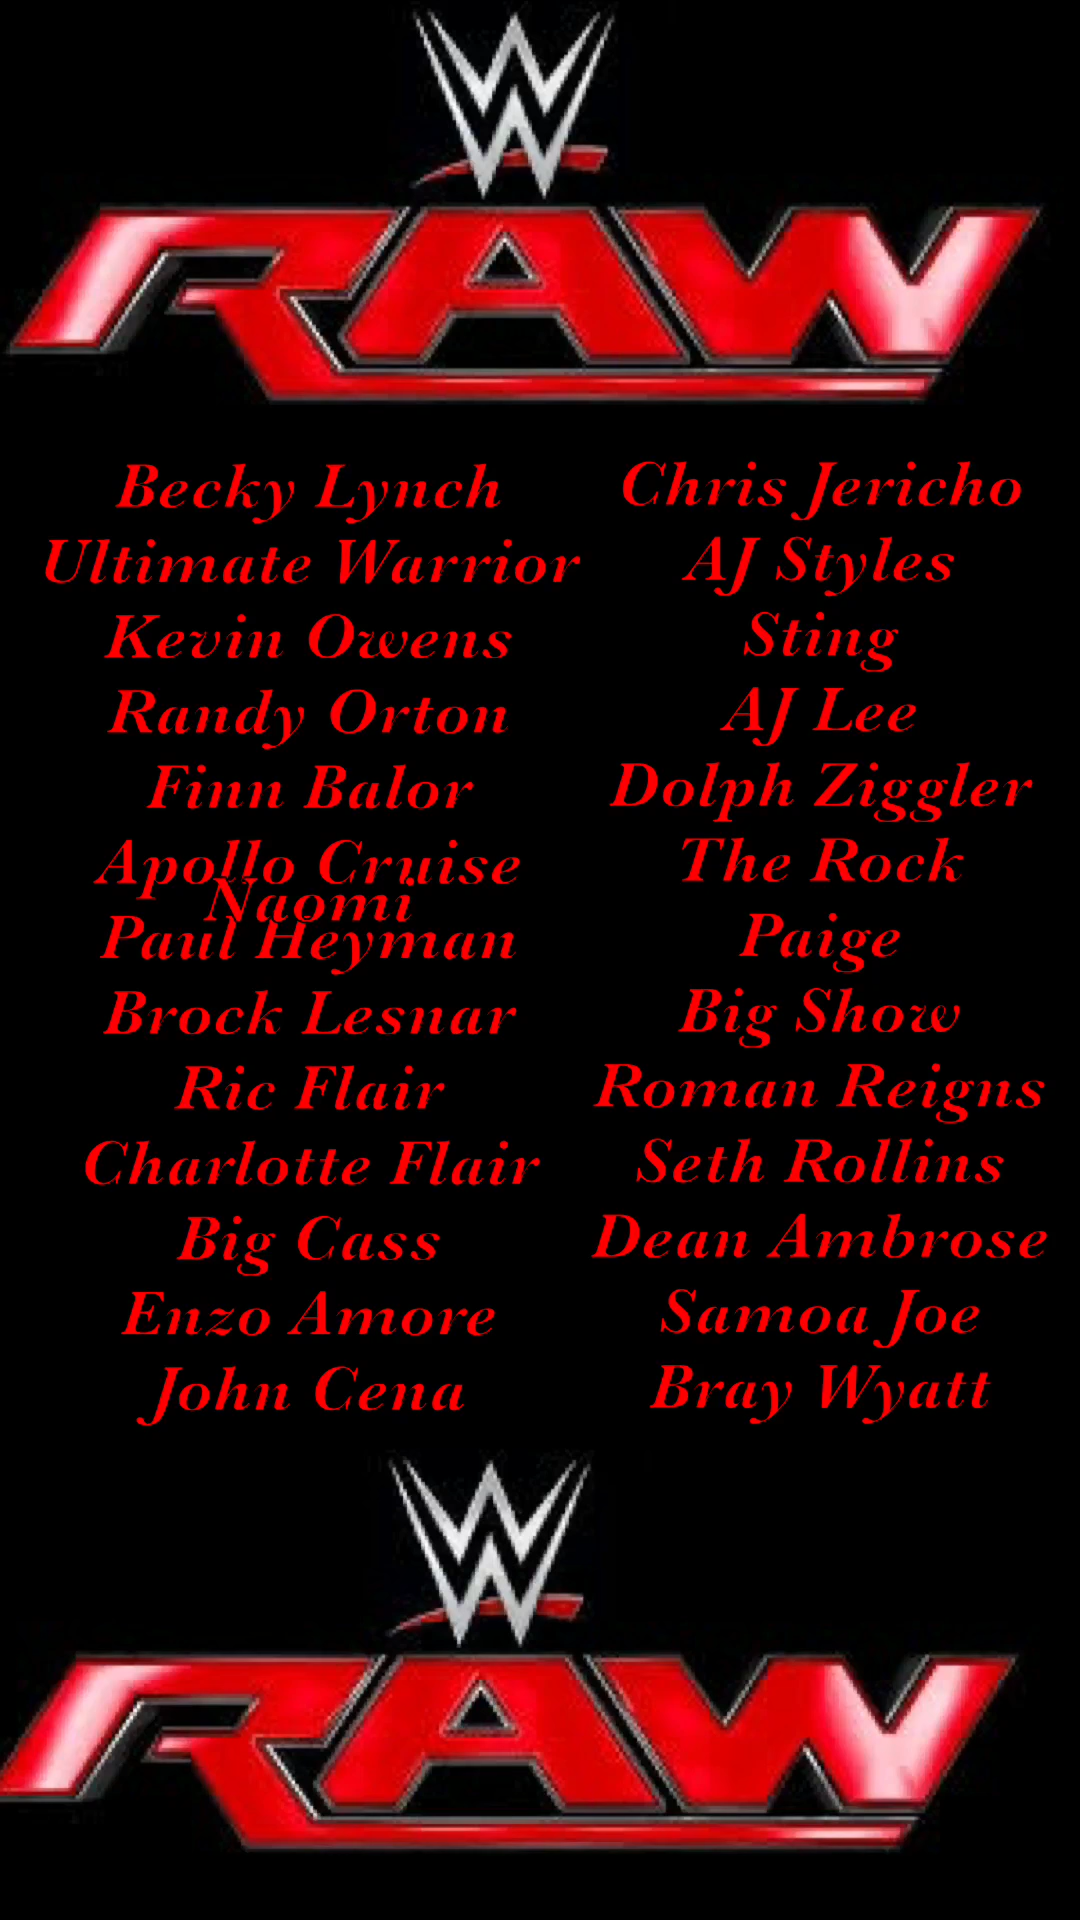 W
RAW
Becky Lynch
Ultimate Warrior
Kevin Owens
Randy Orton
Finn Balor
Apollo Cruise
Naomi
Paul Heyman
Brock Lesnar
Ric Flair
Charlotte Flair
Big Cass
Enzo Amore
John Cena
Chris Jericho
AJ Styles
Sting
AJ Lee
Dolph Ziggler
The Rock
Paige
Big Show
Roman Reigns
Seth Rollins
Dean Ambrose
Samoa Joe
Bray Wyatt
W
RAW